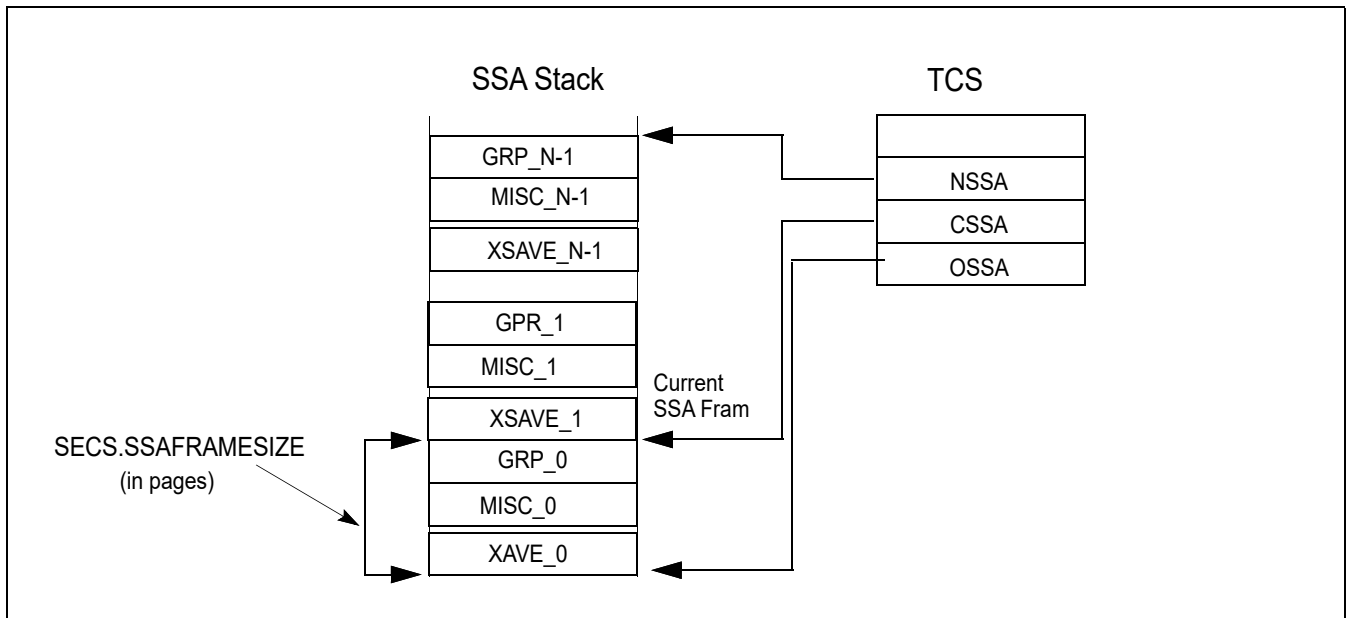 SSA Stack
TCS
GRP_N-1
MISC_N-1
XSAVE_N-1
GPR_1
MISC_1
XSAVE_1
GRP_0
MISC_0
XAVE_0
NSSA
CSSA
OSSA
Current
SSA Fram
SECS.SSAFRAMESIZE
(in pages)